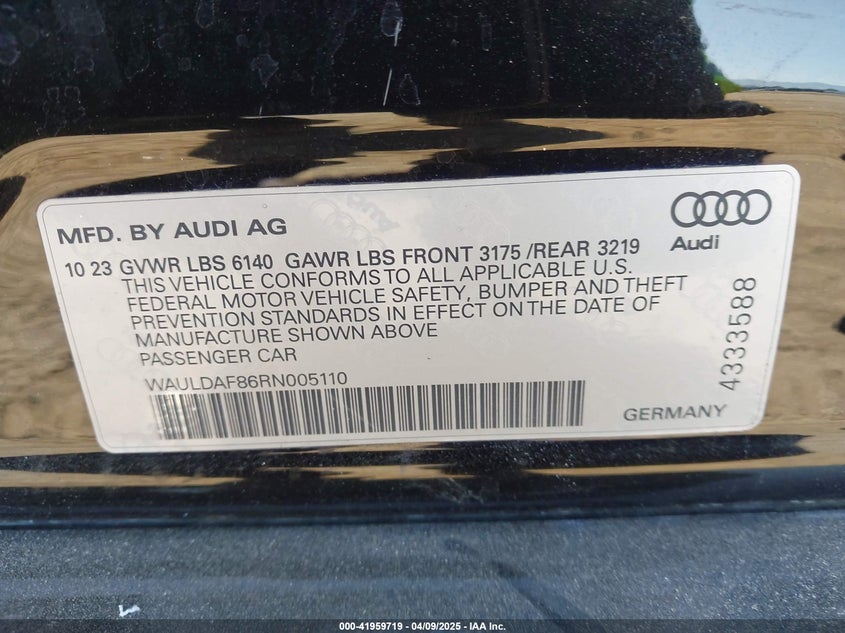 MFD. BY AUDI AG
Audi
10 23 GVWR LBS 6140 GAWR LBS FRONT 3175 /REAR 3219
THIS VEHICLE CONFORMS TO ALL APPLICABLE U.S.
FEDERAL MOTOR VEHICLE SAFETY, BUMPER AND THEFT
PREVENTION STANDARDS IN EFFECT ON THE DATE OF
MANUFACTURE SHOWN ABOVE
PASSENGER CAR
WAULDAF86RN005110
4333588
GERMANY
000-41959719 - 04/09/2025 - IAA Inc.